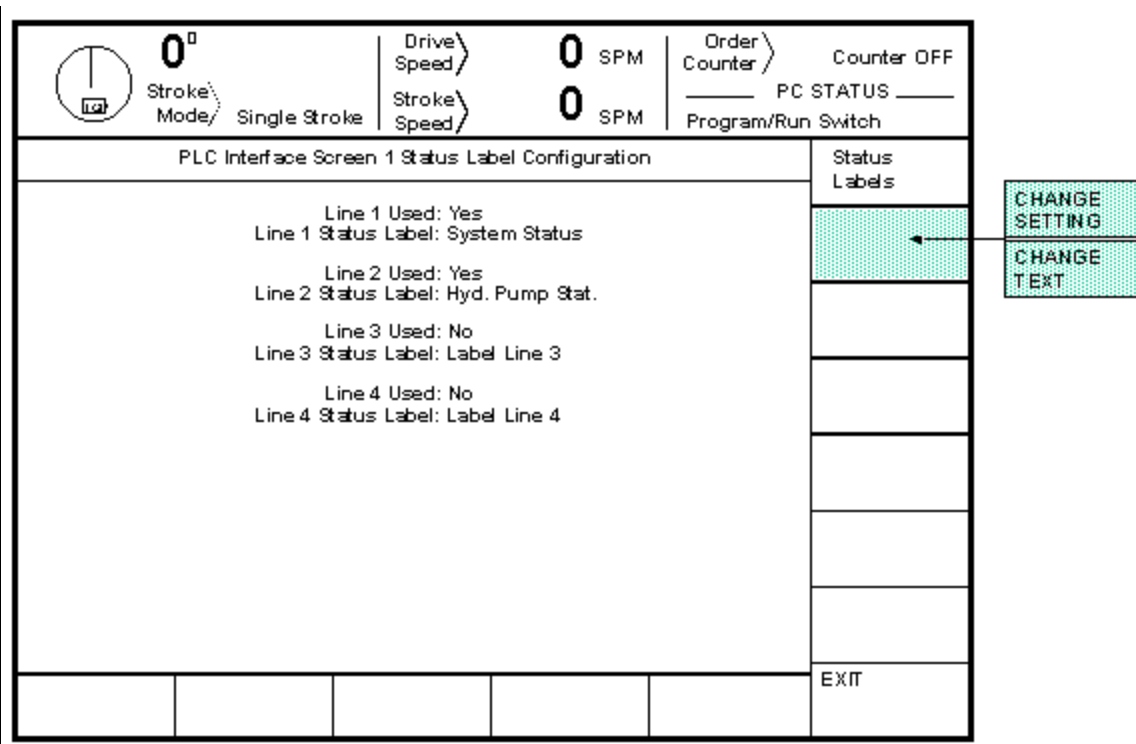 0°
Stroke Mode Single Stroke
Drive Speed 0 SPM
Stroke Speed 0 SPM
Order Counter Counter OFF
PC STATUS
Program/Run Switch
PLC Interface Screen 1 Status Label Configuration
Status
Labels
Line 1 Used: Yes
Line 1 Status Label: System Status
Line 2 Used: Yes
Line 2 Status Label: Hyd. Pump Stat.
Line 3 Used: No
Line 3 Status Label: Label Line 3
Line 4 Used: No
Line 4 Status Label: Label Line 4
CHANGE
SETTING
CHANGE
TEXT
EXIT